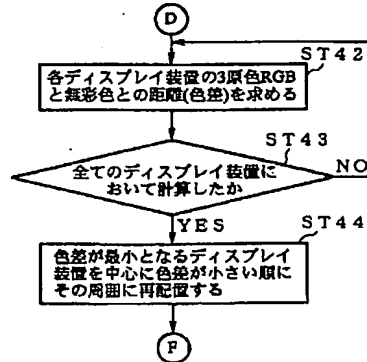 D
ST42
各ディスプレイ装置の3原色RGB
と無彩色との距離(色差)を求める
ST43
全てのディスプレイ装置に
おいて計算したか
NO
YES
ST44
色差が最小となるディスプレイ
装置を中心に色差が小さい順に
その周囲に再配置する
F